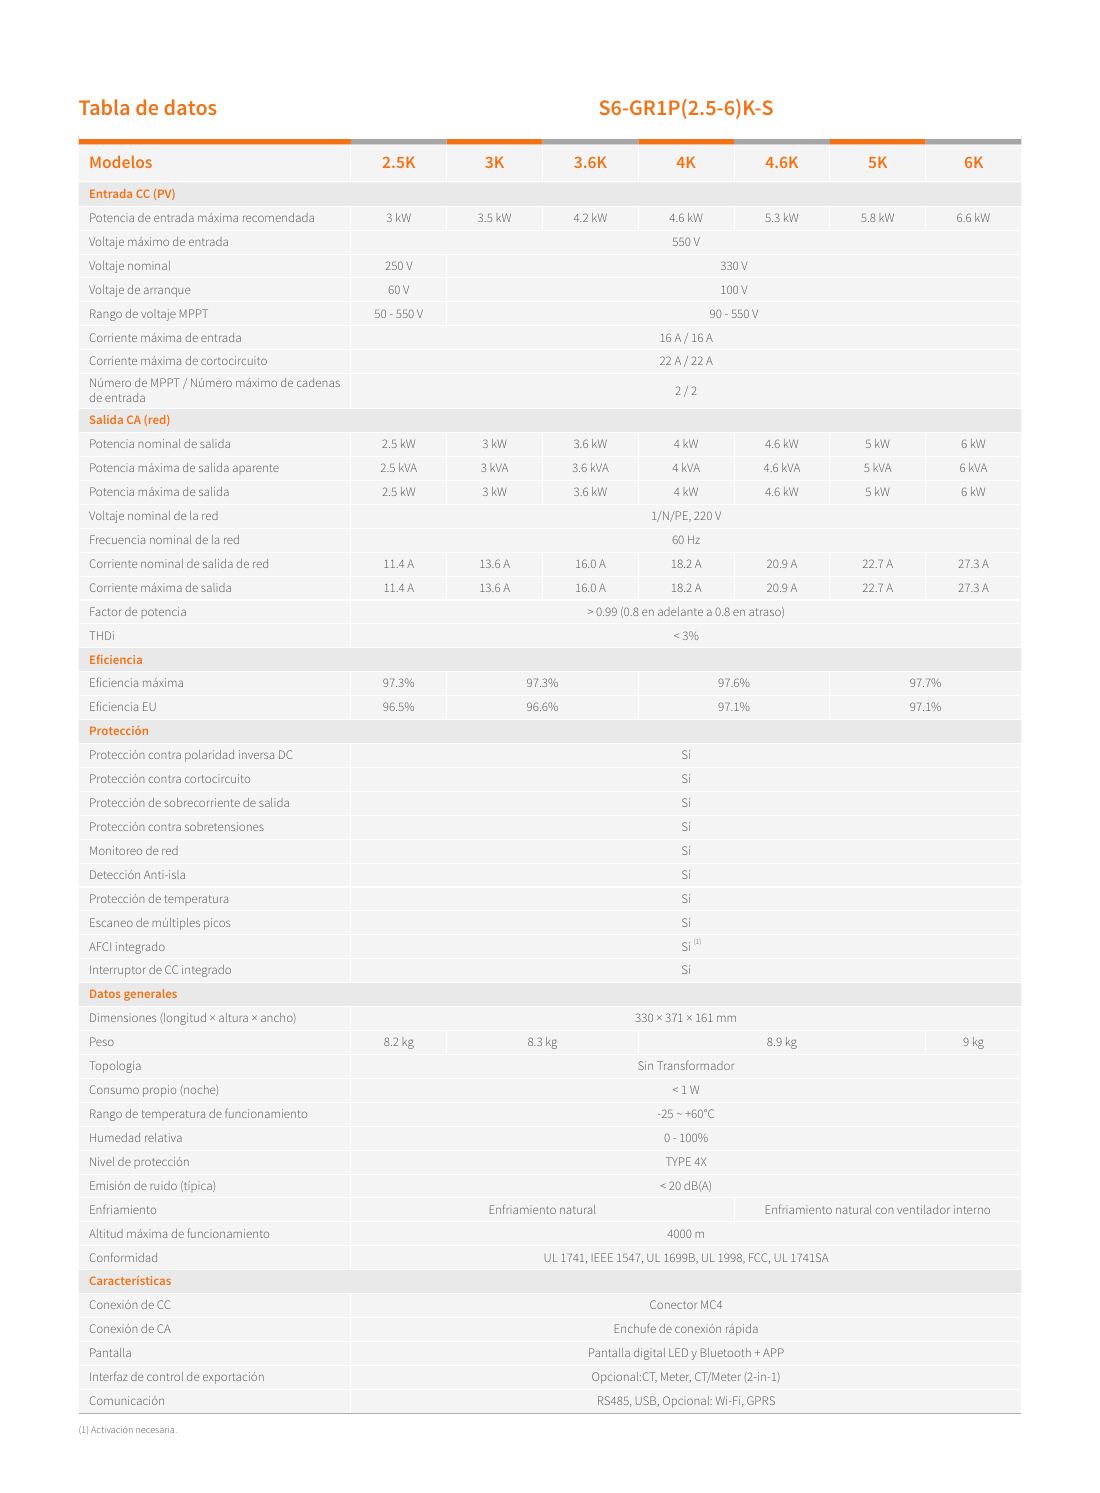 Tabla de datos S6-GR1P(2.5-6)K-S
Modelos 2.5K 3K 3.6K 4K 4.6K 5K 6K
Entrada CC (PV)
Potencia de entrada máxima recomendada 3 kW 3.5 kW 4.2 kW 4.6 kW 5.3 kW 5.8 kW 6.6 kW
Voltaje máximo de entrada 550 V
Voltaje nominal 250 V 330 V
Voltaje de arranque 60 V 100 V
Rango de voltaje MPPT 50 - 550 V 90 - 550 V
Corriente máxima de entrada 16 A / 16 A
Corriente máxima de cortocircuito 22 A / 22 A
Número de MPPT / Número máximo de cadenas
de entrada 2 / 2
Salida CA (red)
Potencia nominal de salida 2.5 kW 3 kW 3.6 kW 4 kW 4.6 kW 5 kW 6 kW
Potencia máxima de salida aparente 2.5 kVA 3 kVA 3.6 kVA 4 kVA 4.6 kVA 5 kVA 6 kVA
Potencia máxima de salida 2.5 kW 3 kW 3.6 kW 4 kW 4.6 kW 5 kW 6 kW
Voltaje nominal de la red 1/N/PE, 220 V
Frecuencia nominal de la red 60 Hz
Corriente nominal de salida de red 11.4 A 13.6 A 16.0 A 18.2 A 20.9 A 22.7 A 27.3 A
Corriente máxima de salida 11.4 A 13.6 A 16.0 A 18.2 A 20.9 A 22.7 A 27.3 A
Factor de potencia > 0.99 (0.8 en adelante a 0.8 en atraso)
THDi < 3%
Eficiencia
Eficiencia máxima 97.3% 97.3% 97.6% 97.7%
Eficiencia EU 96.5% 96.6% 97.1% 97.1%
Protección
Protección contra polaridad inversa DC Sí
Protección contra cortocircuito Sí
Protección de sobrecorriente de salida Sí
Protección contra sobretensiones Sí
Monitoreo de red Sí
Detección Anti-isla Sí
Protección de temperatura Sí
Escaneo de múltiples picos Sí
AFCI integrado Sí (1)
Interruptor de CC integrado Sí
Datos generales
Dimensiones (longitud × altura × ancho) 330 × 371 × 161 mm
Peso 8.2 kg 8.3 kg 8.9 kg 9 kg
Topología Sin Transformador
Consumo propio (noche) < 1 W
Rango de temperatura de funcionamiento -25 ~ +60°C
Humedad relativa 0 - 100%
Nivel de protección TYPE 4X
Emisión de ruido (típica) < 20 dB(A)
Enfriamiento Enfriamiento natural Enfriamiento natural con ventilador interno
Altitud máxima de funcionamiento 4000 m
Conformidad UL 1741, IEEE 1547, UL 1699B, UL 1998, FCC, UL 1741SA
Características
Conexión de CC Conector MC4
Conexión de CA Enchufe de conexión rápida
Pantalla Pantalla digital LED y Bluetooth + APP
Interfaz de control de exportación Opcional:CT, Meter, CT/Meter (2-in-1)
Comunicación RS485, USB, Opcional: Wi-Fi, GPRS
(1) Activación necesaria.